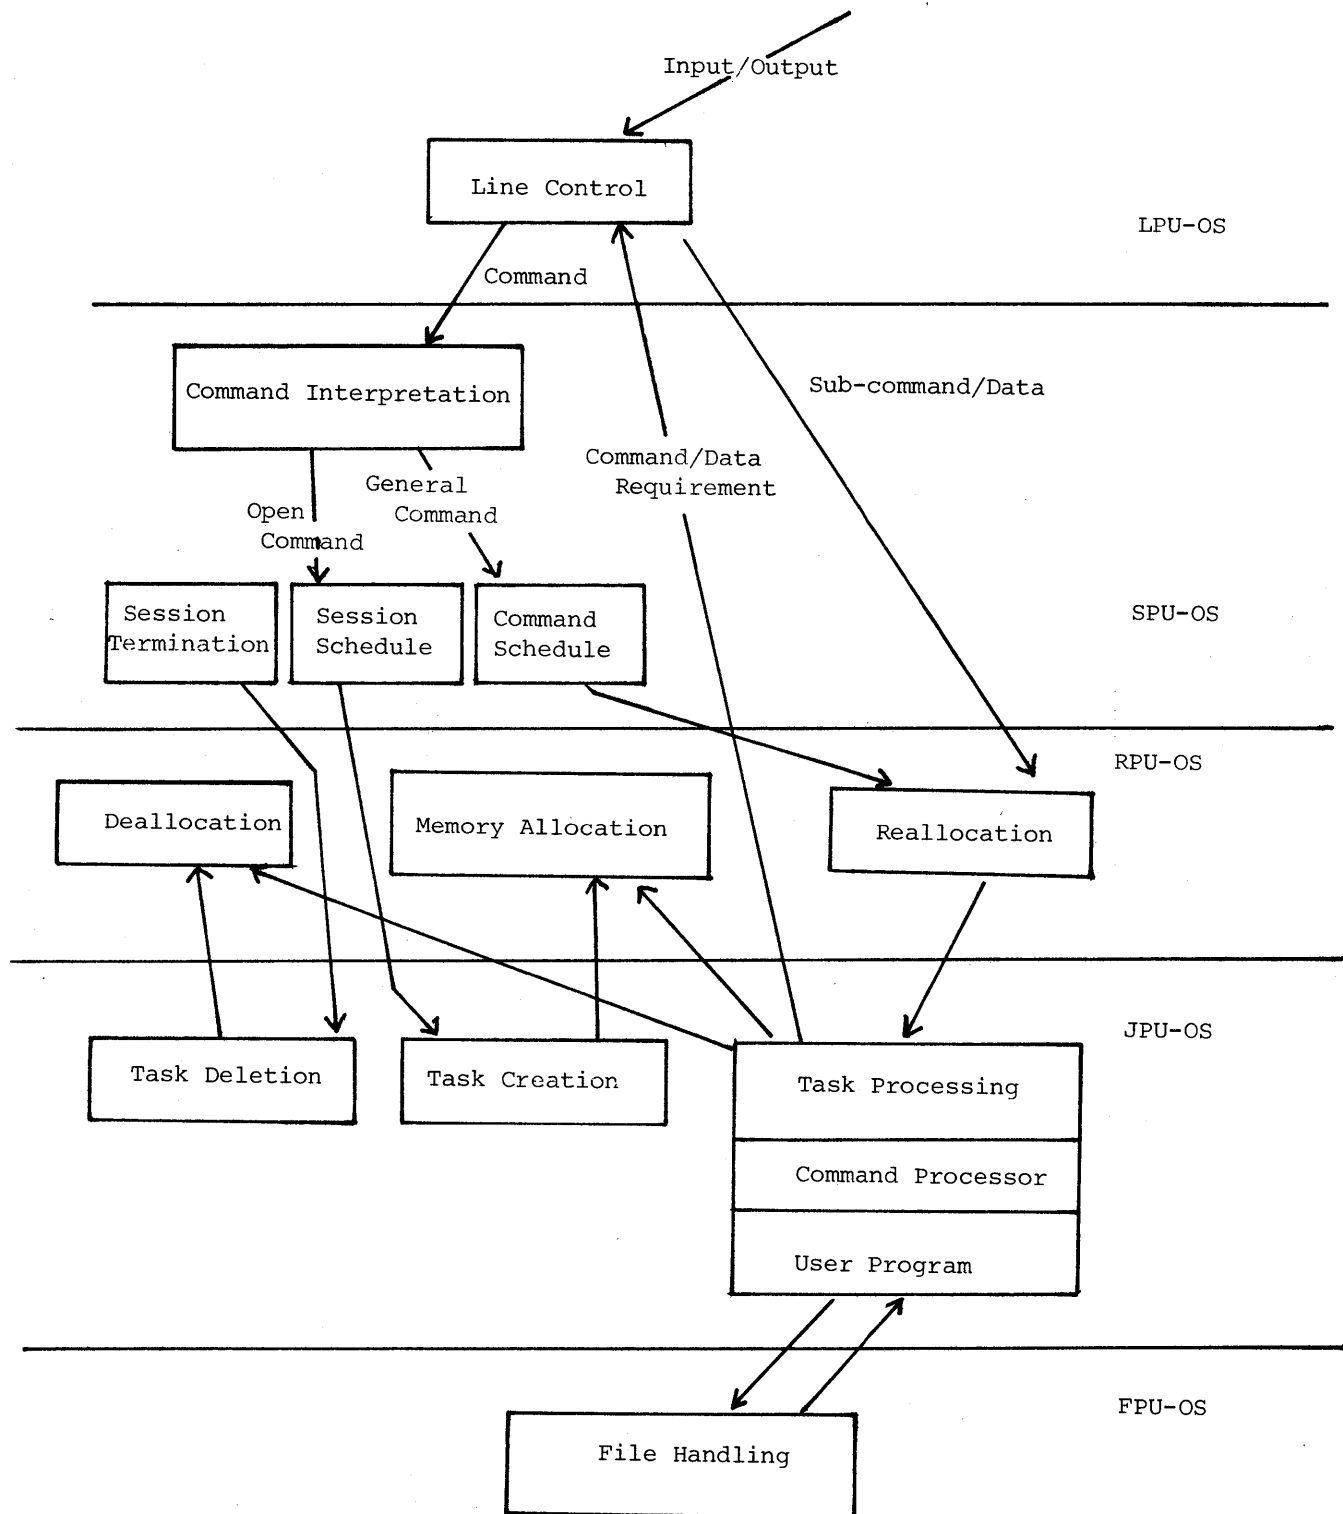 Input/Output
Line Control
LPU-OS
Command
Command Interpretation
Sub-command/Data
Command/Data
Requirement
General
Command
Open
Command
Session
Termination
Session
Schedule
Command
Schedule
SPU-OS
RPU-OS
Deallocation
Memory Allocation
Reallocation
JPU-OS
Task Deletion
Task Creation
Task Processing
Command Processor
User Program
FPU-OS
File Handling